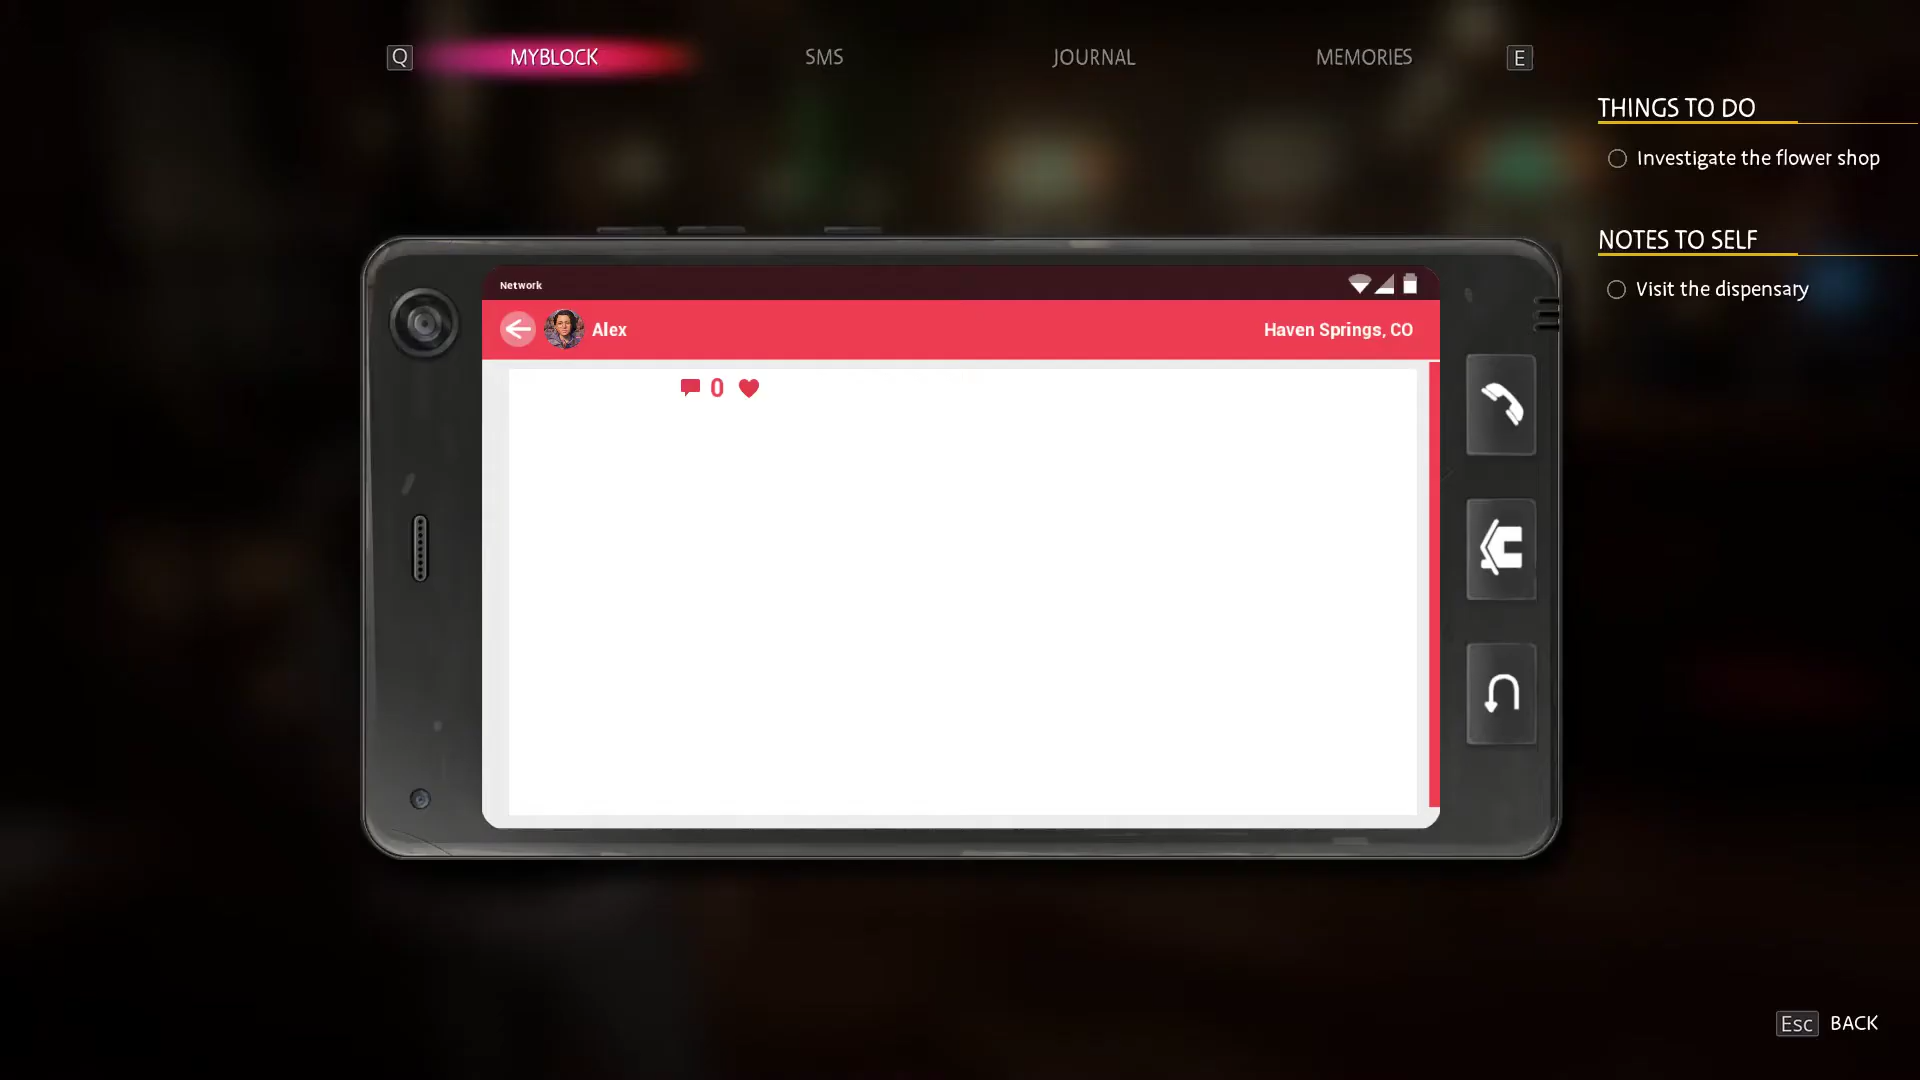 Q MYBLOCK SMS JOURNAL MEMORIES E
THINGS TO DO
Investigate the flower shop
NOTES TO SELF
Visit the dispensary
Network
Alex Haven Springs, CO
0
Esc BACK